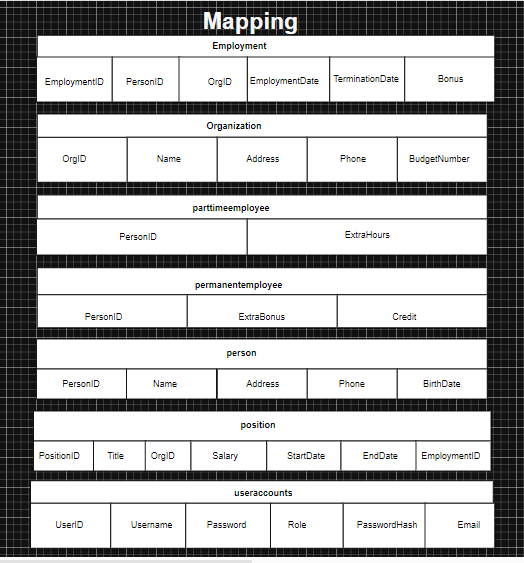 Mapping
Employment
EmploymentID PersonID OrgID EmploymentDate TerminationDate Bonus
Organization
OrgID Name Address Phone BudgetNumber
parttimeemployee
PersonID ExtraHours
permanentemployee
PersonID ExtraBonus Credit
person
PersonID Name Address Phone BirthDate
position
PositionID Title OrgID Salary StartDate EndDate EmploymentID
useraccounts
UserID Username Password Role PasswordHash Email